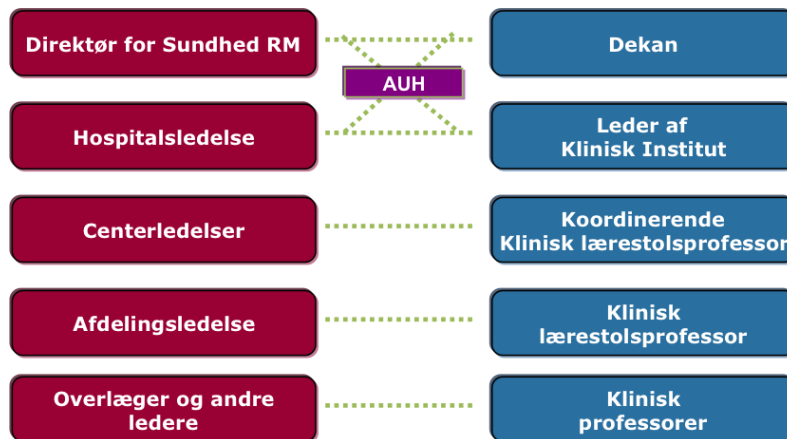 Direktør for Sundhed RM
Dekan
AUH
Hospitalsledelse
Leder af
Klinisk Institut
Centerledelser
Koordinerende
Klinisk lærestolsprofessor
Afdelingsledelse
Klinisk
lærestolsprofessor
Overlæger og andre
ledere
Klinisk
professorer